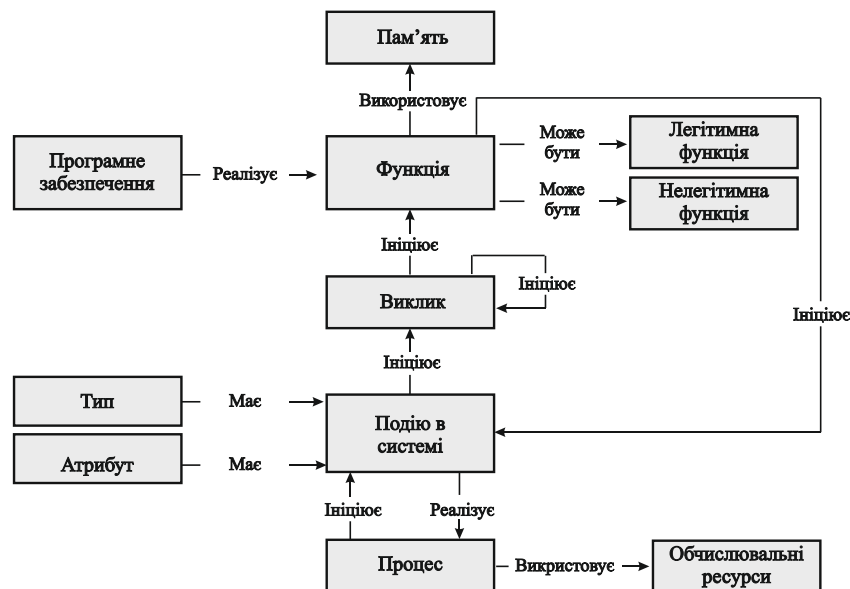 Пам’ять
Використовує
Програмне
забезпечення
Реалізує
Функція
Може
бути
Легітимна
функція
Може
бути
Нелегітимна
функція
Ініціює
Виклик
Ініціює
Ініціює
Ініціює
Тип
Має
Подію в
системі
Атрибут
Має
Ініціює
Реалізує
Процес
Викристовує
Обчислювальні
ресурси